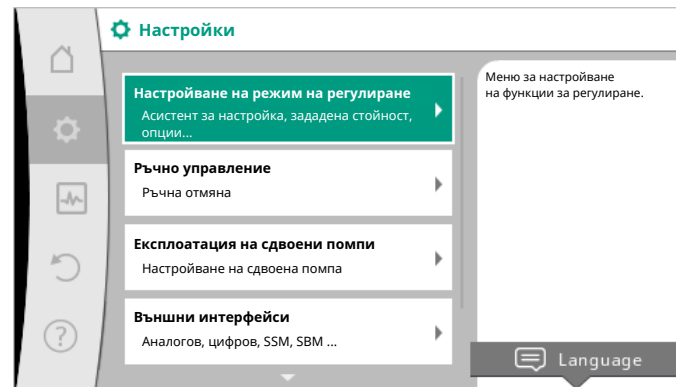 Настройки
Настройване на режим на регулиране
Асистент за настройка, зададена стойност,
опции...
Ръчно управление
Ръчна отмяна
Експлоатация на сдвоени помпи
Настройване на сдвоена помпа
Външни интерфейси
Аналогов, цифров, SSM, SBM ...
Меню за настройване
на функции за регулиране.
?
Language